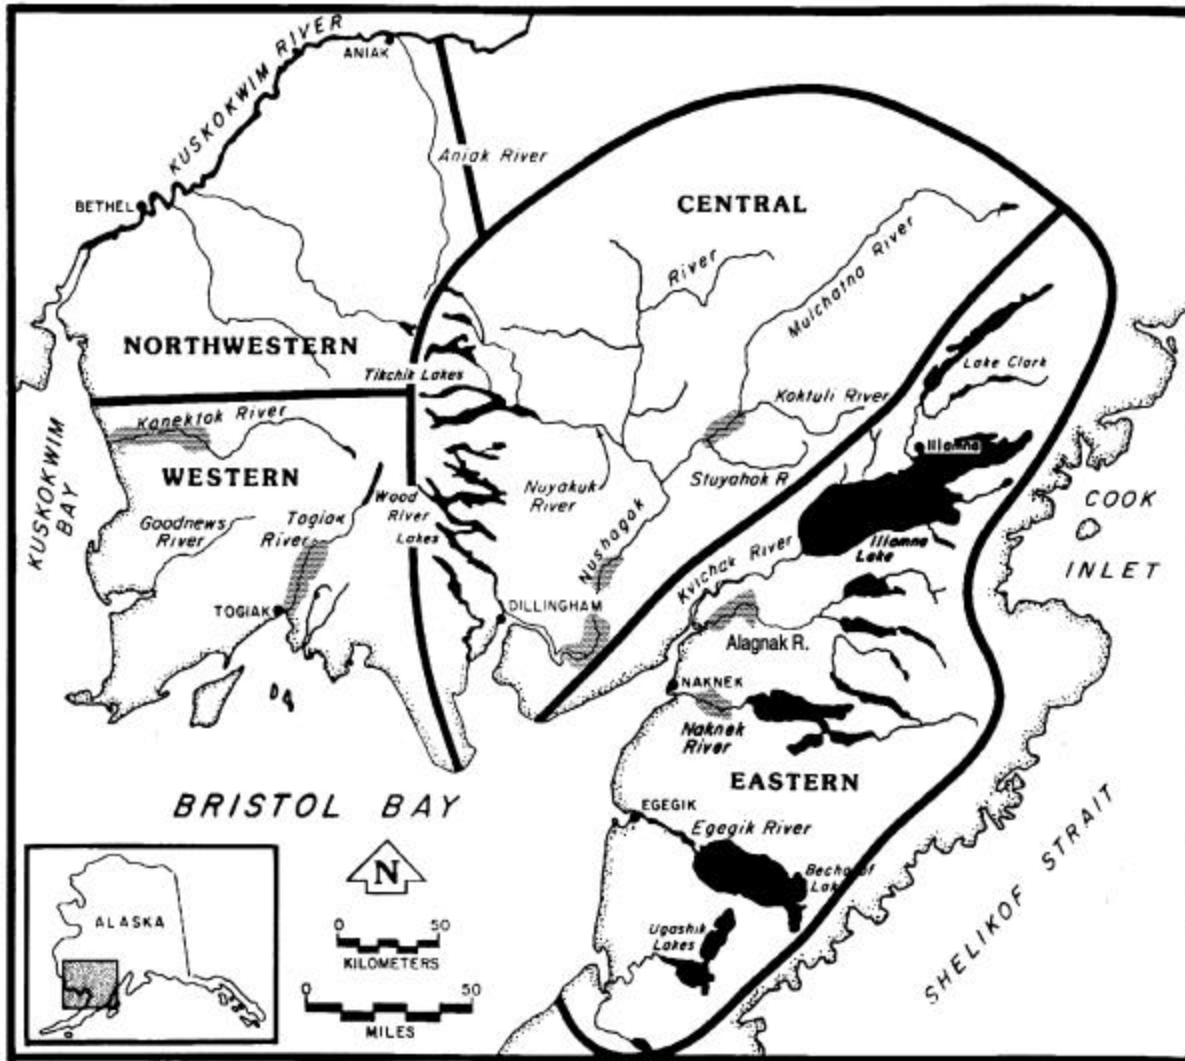 KUSKOKWIM RIVER
ANIAK
Aniak River
BETHEL
CENTRAL
River
Mulchatna River
NORTHWESTERN
Tikchik Lakes
Lake Clark
Kanektok River
Koktuli River
KUSKOKWIM
BAY
WESTERN
Iliamna
Stuyahok R.
Wood
River
Lakes
Nuyakuk
River
COOK
INLET
Goodnews
River
Togiak
River
Nushagak
Iliamna
Lake
Kvichak River
TOGIAK
DILLINGHAM
Alagnak R.
NAKNEK
Naknek
River
EASTERN
BRISTOL BAY
EGEGIK
Egegik River
Becharof
Lake
SHELIKOF STRAIT
Ugashik
Lakes
N
ALASKA
0 50
KILOMETERS
0 50
MILES